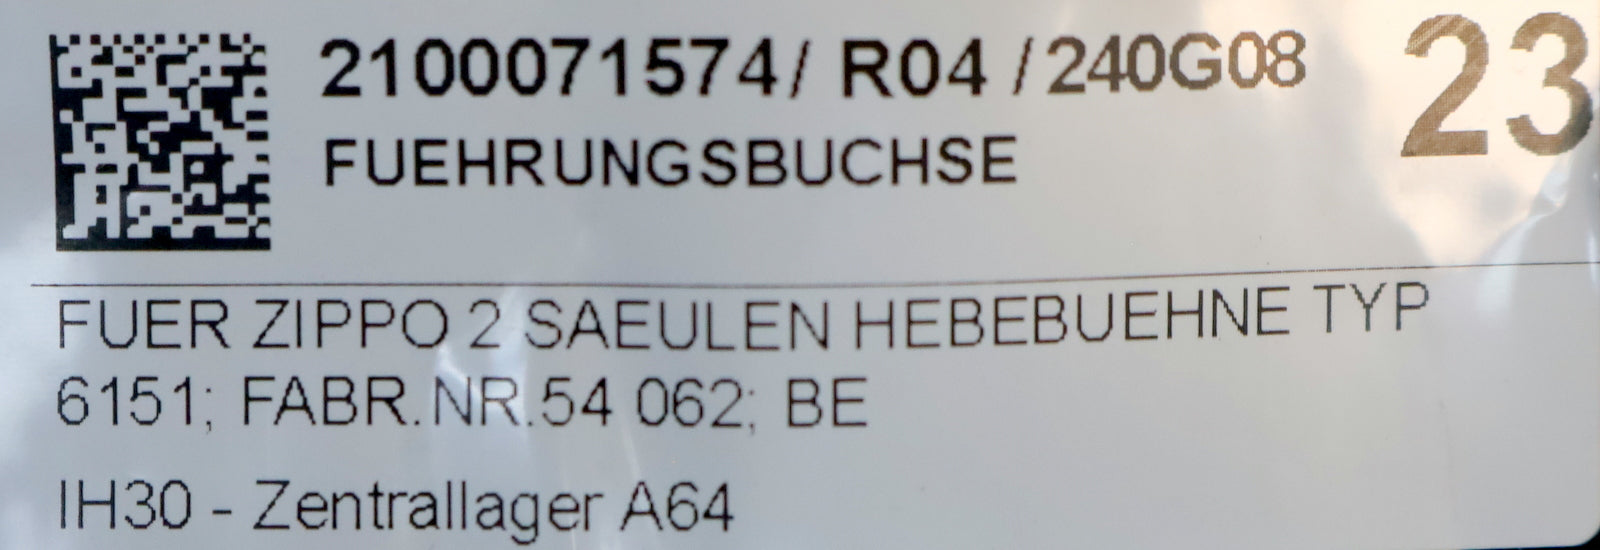 2100071574/ R04 /240G08
23
FUEHRUNGSBUCHSE
FUER ZIPPO 2 SAEULEN HEBEBUEHNE TYP
6151; FABR.NR.54 062; BE
IH30 - Zentrallager A64